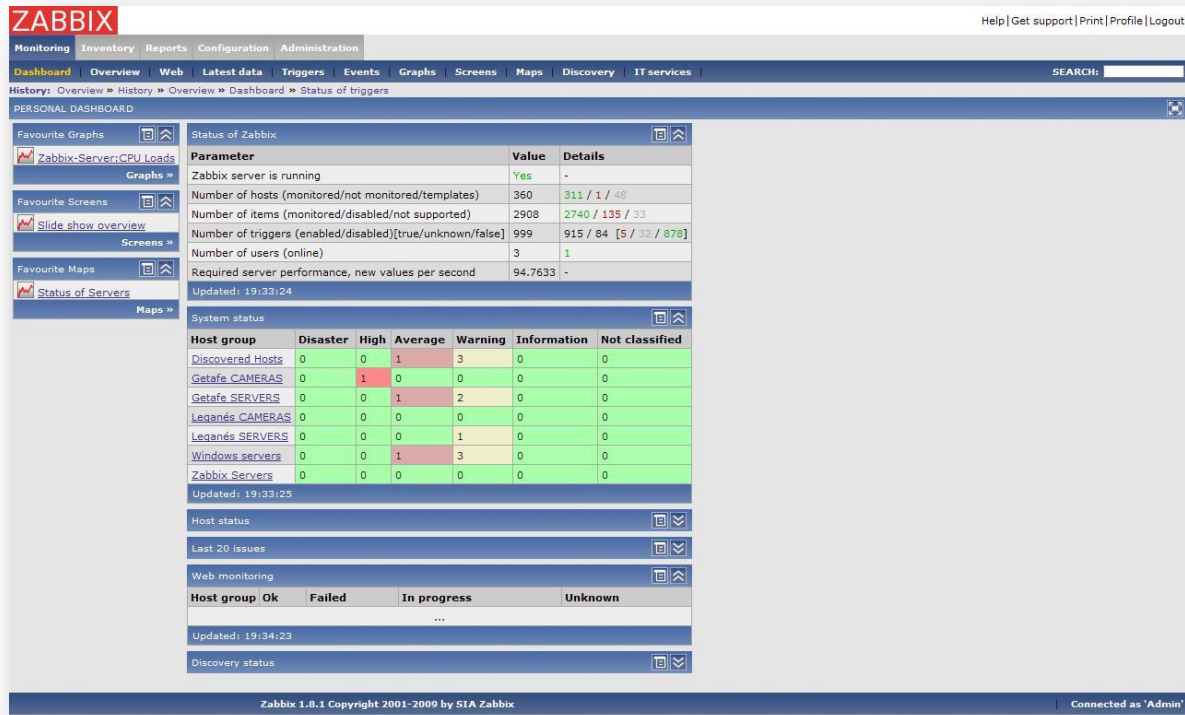 ZABBIX
Help | Get support | Print | Profile | Logout
Monitoring Inventory Reports Configuration Administration
Dashboard | Overview | Web | Latest data | Triggers | Events | Graphs | Screens | Maps | Discovery | IT services |
SEARCH:
History: Overview » History » Overview » Dashboard » Status of triggers
PERSONAL DASHBOARD
Favourite Graphs
Zabbix-Server:CPU Loads
Graphs »
Favourite Screens
Slide show overview
Screens »
Favourite Maps
Status of Servers
Maps »
Status of Zabbix
Parameter Value Details
Zabbix server is running Yes -
Number of hosts (monitored/not monitored/templates) 360 311 / 1 / 48
Number of items (monitored/disabled/not supported) 2908 2740 / 135 / 33
Number of triggers (enabled/disabled)[true/unknown/false] 999 915 / 84 [5 / 32 / 878]
Number of users (online) 3 1
Required server performance, new values per second 94.7633 -
Updated: 19:33:24
System status
Host group Disaster High Average Warning Information Not classified
Discovered Hosts 0 0 1 3 0 0
Getafe CAMERAS 0 1 0 0 0 0
Getafe SERVERS 0 0 1 2 0 0
Leganés CAMERAS 0 0 0 0 0 0
Leganés SERVERS 0 0 0 1 0 0
Windows servers 0 0 1 3 0 0
Zabbix Servers 0 0 0 0 0 0
Updated: 19:33:25
Host status
Last 20 issues
Web monitoring
Host group Ok Failed In progress Unknown
...
Updated: 19:34:23
Discovery status
Zabbix 1.8.1 Copyright 2001-2009 by SIA Zabbix
| Connected as 'Admin'